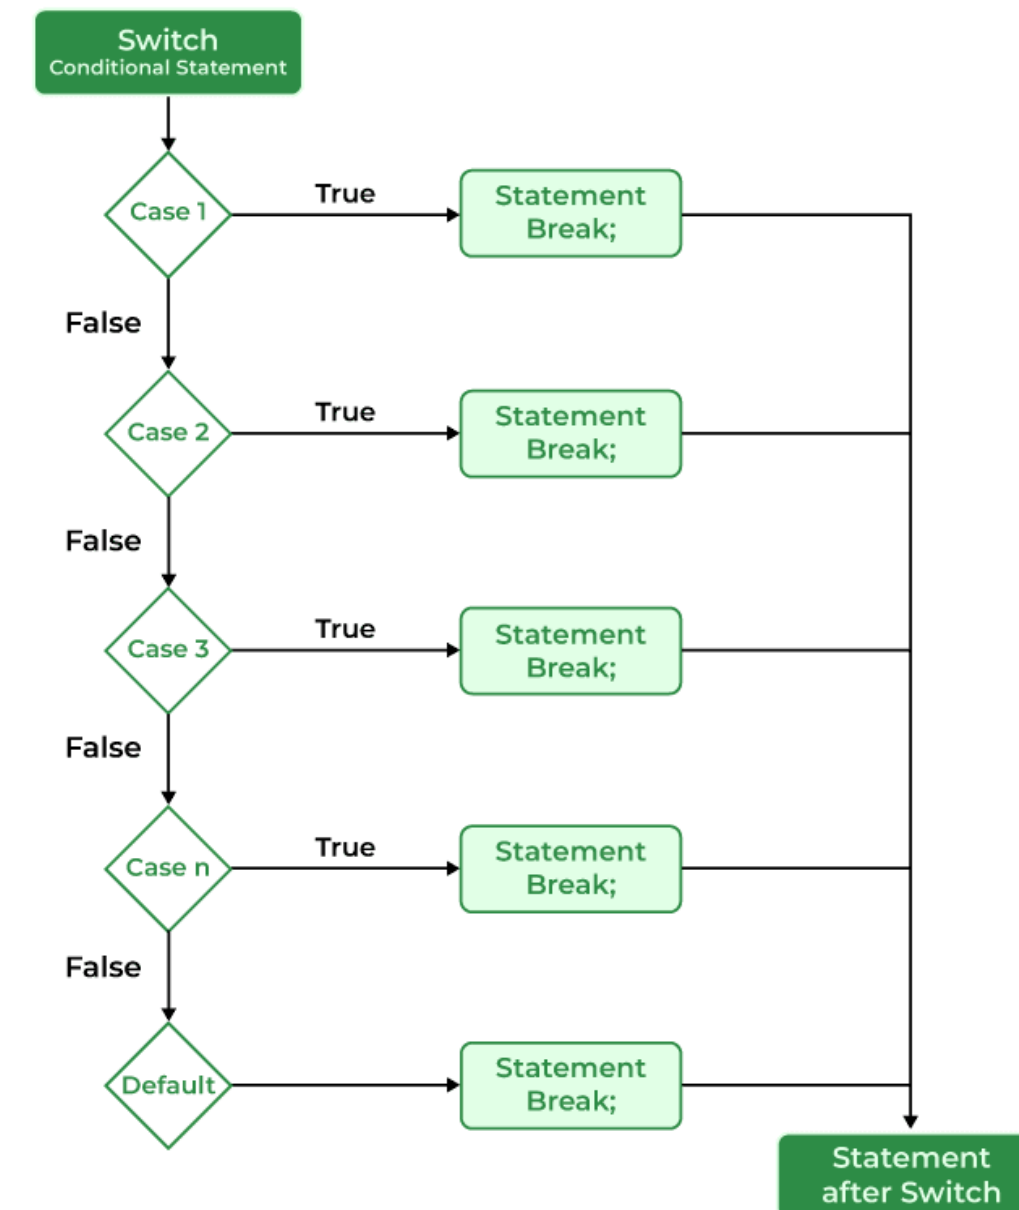 Switch
Conditional Statement
Case 1
True
Statement
Break;
False
Case 2
True
Statement
Break;
False
Case 3
True
Statement
Break;
False
Case n
True
Statement
Break;
False
Default
Statement
Break;
Statement
after Switch